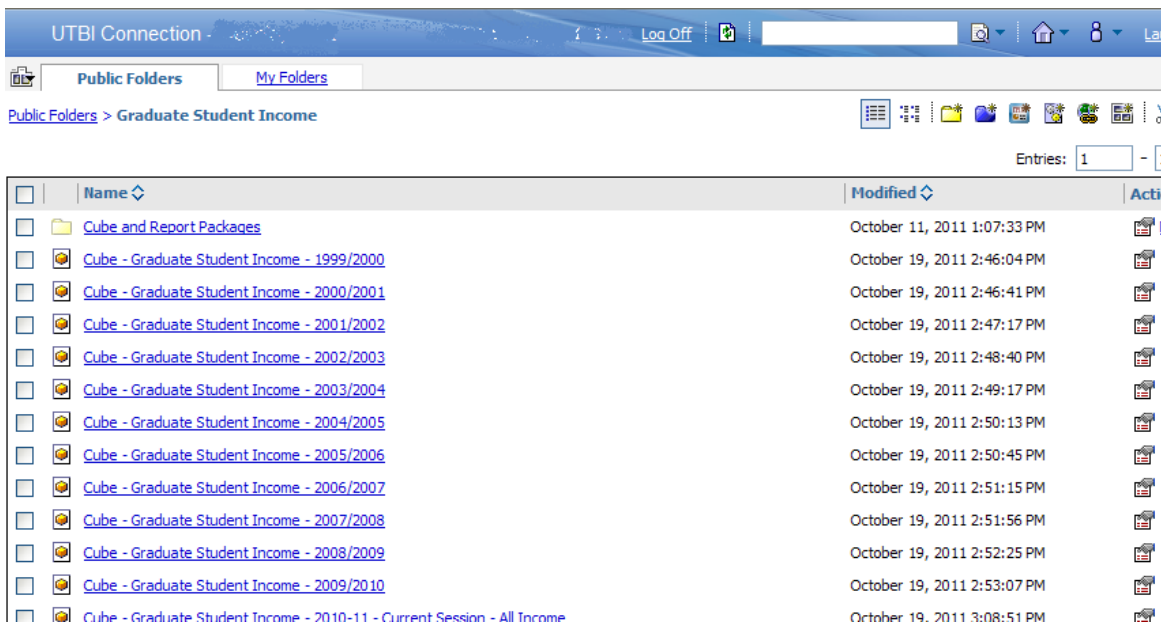 UTBI Connection - Log Off La
Public Folders My Folders
Public Folders > Graduate Student Income
Entries: 1 -
Name Modified Acti
Cube and Report Packages October 11, 2011 1:07:33 PM
Cube - Graduate Student Income - 1999/2000 October 19, 2011 2:46:04 PM
Cube - Graduate Student Income - 2000/2001 October 19, 2011 2:46:41 PM
Cube - Graduate Student Income - 2001/2002 October 19, 2011 2:47:17 PM
Cube - Graduate Student Income - 2002/2003 October 19, 2011 2:48:40 PM
Cube - Graduate Student Income - 2003/2004 October 19, 2011 2:49:17 PM
Cube - Graduate Student Income - 2004/2005 October 19, 2011 2:50:13 PM
Cube - Graduate Student Income - 2005/2006 October 19, 2011 2:50:45 PM
Cube - Graduate Student Income - 2006/2007 October 19, 2011 2:51:15 PM
Cube - Graduate Student Income - 2007/2008 October 19, 2011 2:51:56 PM
Cube - Graduate Student Income - 2008/2009 October 19, 2011 2:52:25 PM
Cube - Graduate Student Income - 2009/2010 October 19, 2011 2:53:07 PM
Cube - Graduate Student Income - 2010-11 - Current Session - All Income October 19, 2011 3:08:51 PM